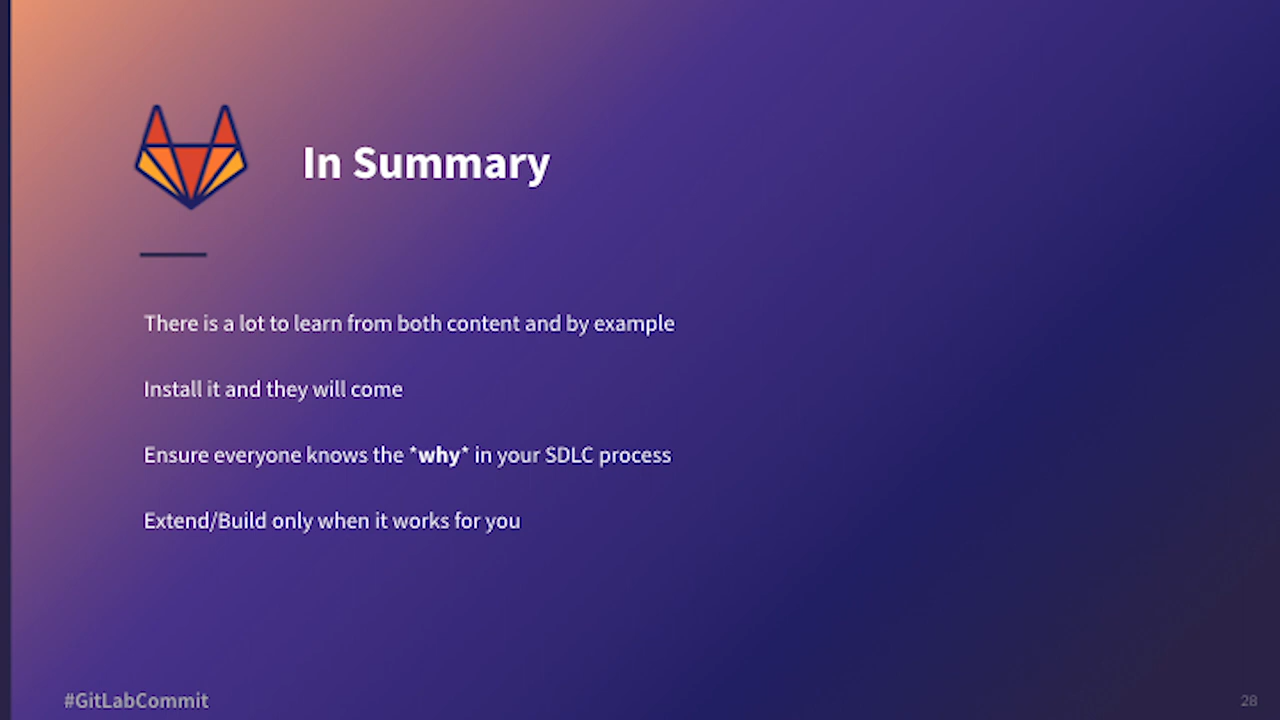 In Summary
There is a lot to learn from both content and by example
Install it and they will come
Ensure everyone knows the *why* in your SDLC process
Extend/Build only when it works for you
#GitLabCommit
28